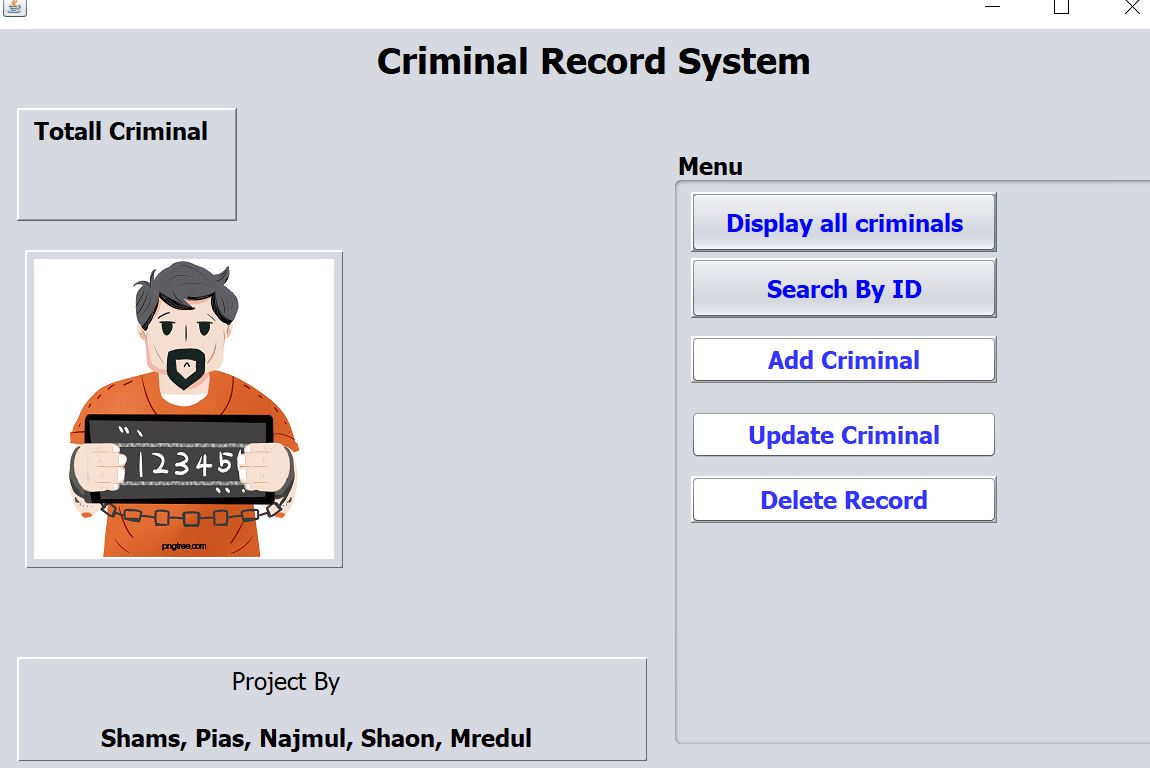 Criminal Record System
Totall Criminal
Menu
Display all criminals
Search By ID
Add Criminal
Update Criminal
Delete Record
12345
pngtree.com
Project By
Shams, Pias, Najmul, Shaon, Mredul